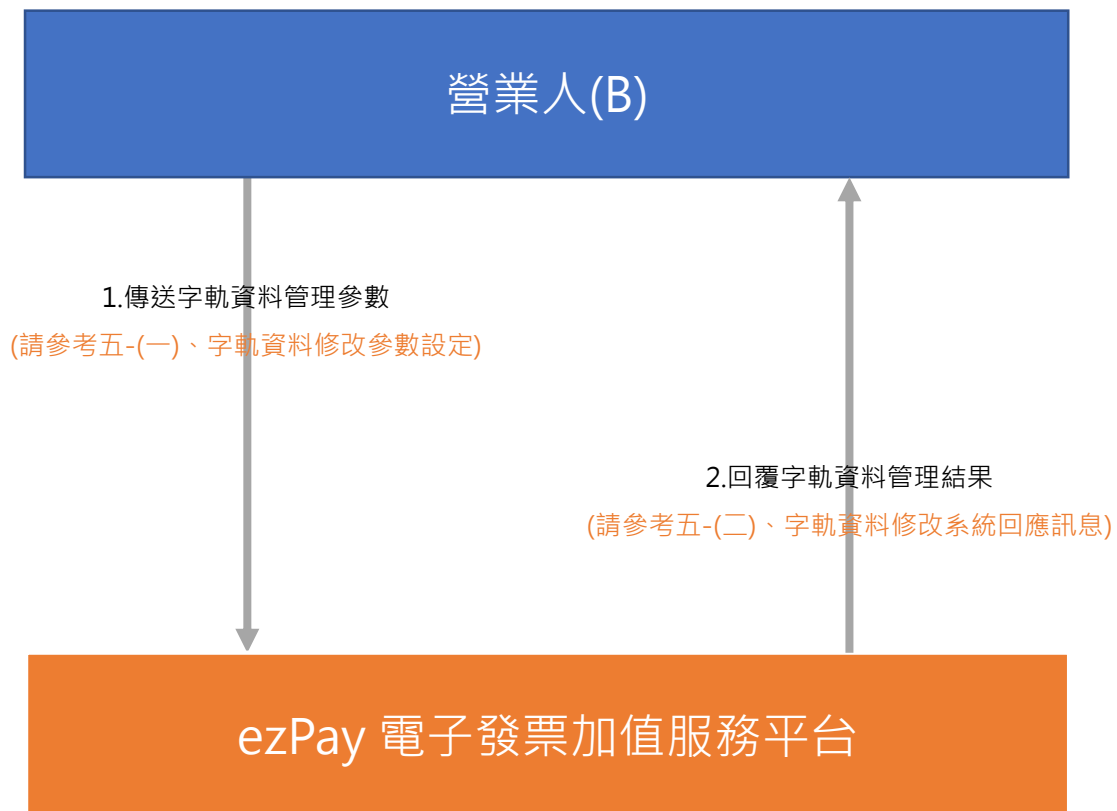 營業人(B)
1.傳送字軌資料管理參數
(請參考五-(一)、字軌資料修改參數設定)
2.回覆字軌資料管理結果
(請參考五-(二)、字軌資料修改系統回應訊息)
ezPay 電子發票加值服務平台